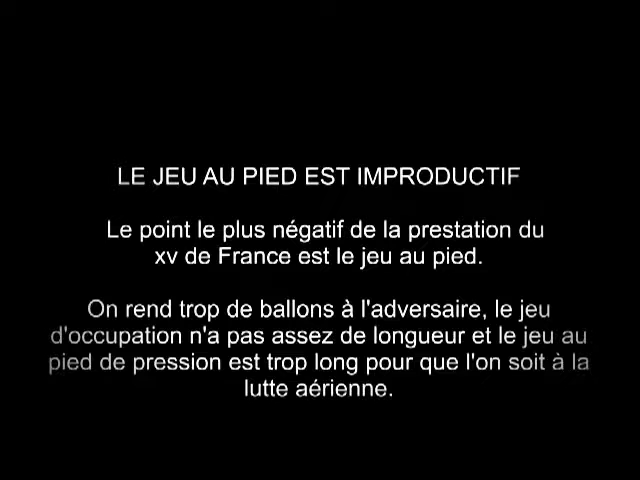 LE JEU AU PIED EST IMPRODUCTIF
Le point le plus négatif de la prestation du
xv de France est le jeu au pied.
On rend trop de ballons à l'adversaire, le jeu
d'occupation n'a pas assez de longueur et le jeu au
pied de pression est trop long pour que l'on soit à la
lutte aérienne.